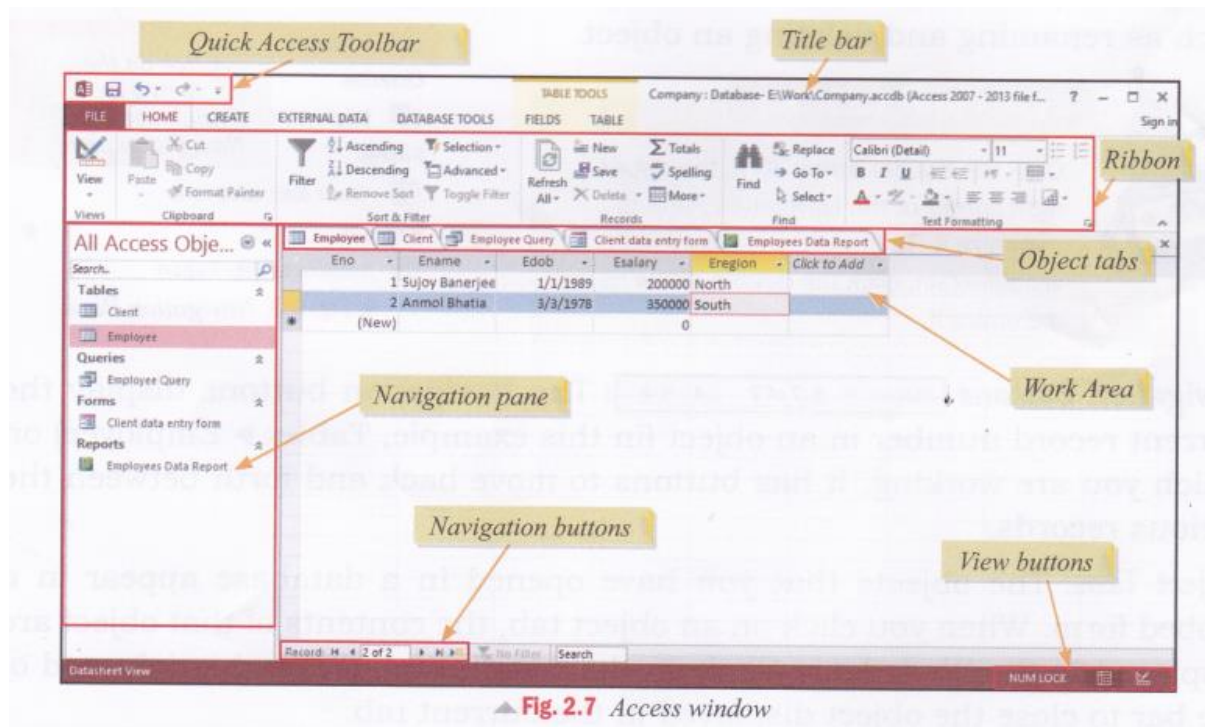 Quick Access Toolbar
Title bar
TABLE TOOLS
Company : Database- E:\Work\Company.accdb (Access 2007 - 2013 file f... ?
FILE HOME CREATE EXTERNAL DATA DATABASE TOOLS FIELDS TABLE Sign in
View
Paste
Cut
Copy
Format Painter
Filter
Ascending
Descending
Remove Sort
Selection
Advanced
Toggle Filter
Refresh All
New
Save
Delete
Totals
Spelling
More
Find
Replace
Go To
Select
Calibri (Detail) 11
B I U
A
Views Clipboard Sort & Filter Records Find Text Formatting
Ribbon
All Access Obje...
Search..
Tables
Client
Employee
Queries
Employee Query
Forms
Client data entry form
Reports
Employees Data Report
Employee Client Employee Query Client data entry form Employees Data Report
Object tabs
Eno Ename Edob Esalary Eregion Click to Add
1 Sujoy Banerjee 1/1/1989 200000 North
2 Anmol Bhatia 3/3/1978 350000 South
(New) 0
Work Area
Navigation pane
Navigation buttons
View buttons
Record: 2 of 2 No Filter Search
Datasheet View NUM LOCK
Fig. 2.7 Access window